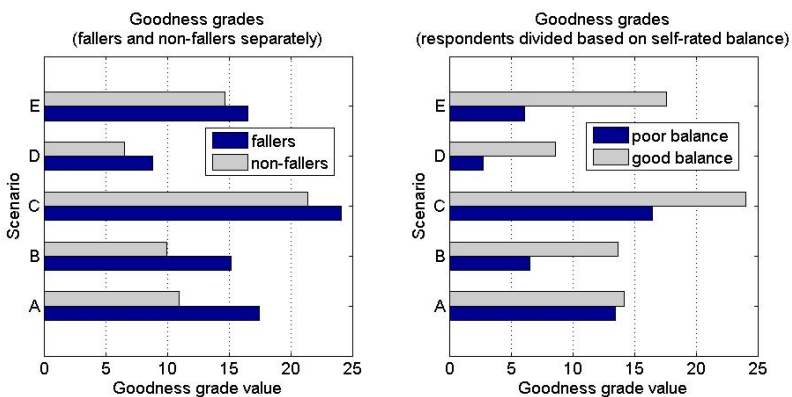 Goodness grades
(fallers and non-fallers separately)
Scenario
E
D
C
B
A
fallers
non-fallers
0 5 10 15 20 25
Goodness grade value
Goodness grades
(respondents divided based on self-rated balance)
Scenario
E
D
C
B
A
poor balance
good balance
0 5 10 15 20 25
Goodness grade value